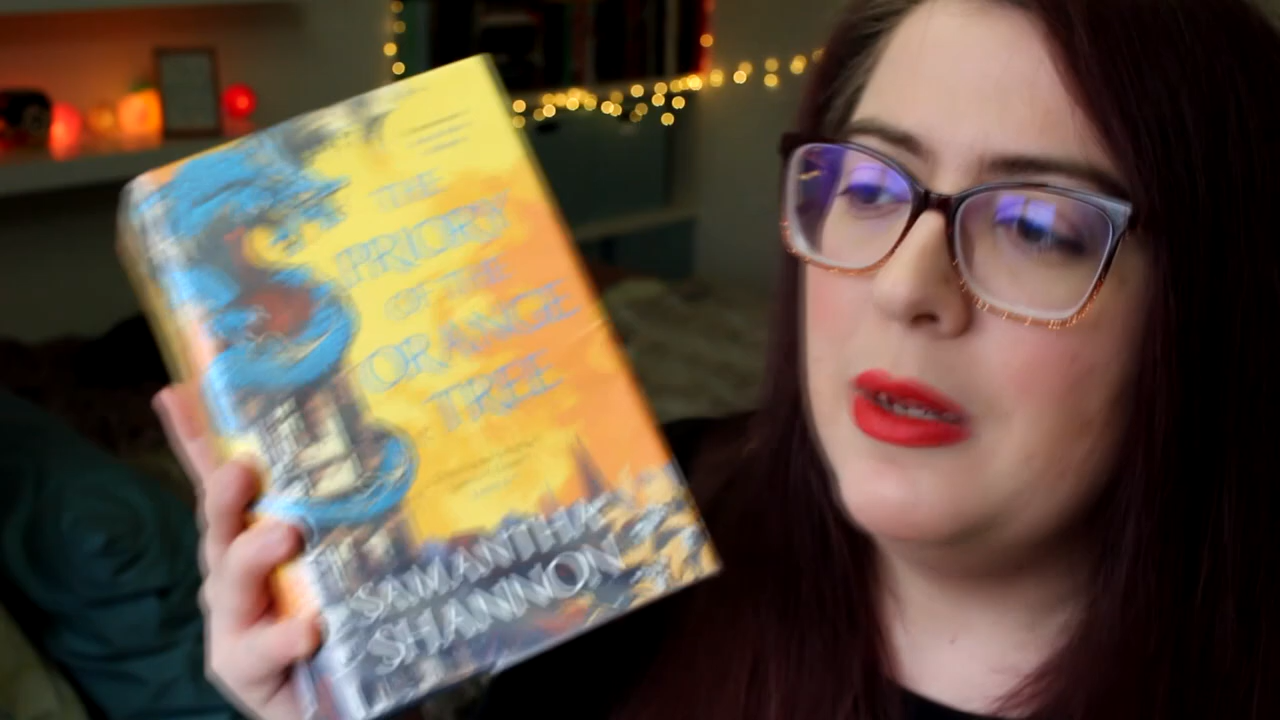 THE
PRIORY
OF THE
ORANGE
TREE
SAMANTHA
SHANNON